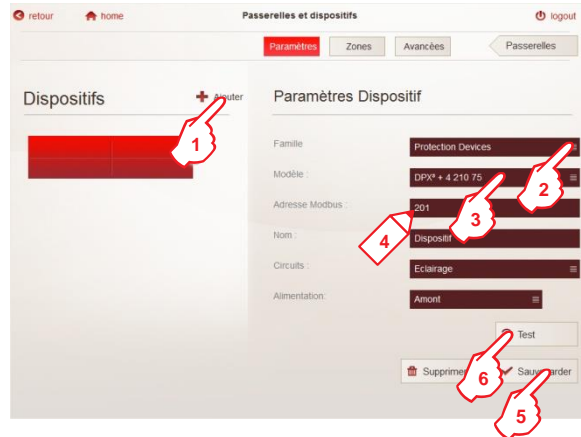 retour
home
Passerelles et dispositifs
logout
Paramètres
Zones
Avancées
Passerelles
Dispositifs
Ajouter
Paramètres Dispositif
1
Famille
Protection Devices
2
Modèle :
DPX³ + 4 210 75
3
Adresse Modbus :
201
4
Nom :
Dispositif
Circuits :
Eclairage
Alimentation:
Amont
Test
6
Supprimer
Sauvegarder
5